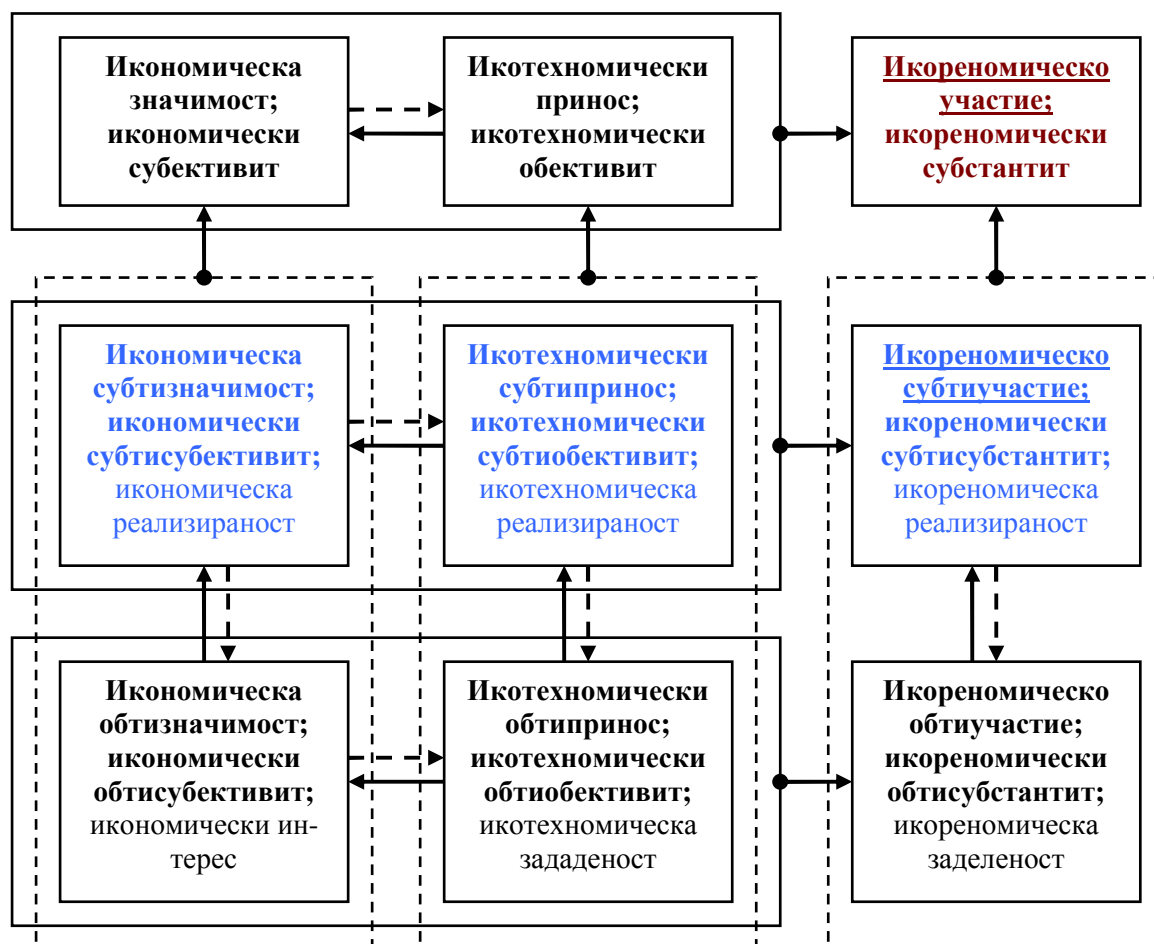 Икономическа
значимост;
икономически
субективит
Икотехномически
принос;
икотехномически
обективит
Икореномическо
участие;
икореномически
субстантит
Икономическа
субтизначимост;
икономически
субтисубективит;
икономическа
реализираност
Икотехномически
субтипринос;
икотехномически
субтиобективит;
икотехномическа
реализираност
Икореномическо
субтиучастие;
икореномически
субтисубстантит;
икореномическа
реализираност
Икономическа
обтизначимост;
икономически
обтисубективит;
икономически ин-
терес
Икотехномически
обтипринос;
икотехномически
обтиобективит;
икотехномическа
зададеност
Икореномическо
обтиучастие;
икореномически
обтисубстантит;
икореномическа
заделеност